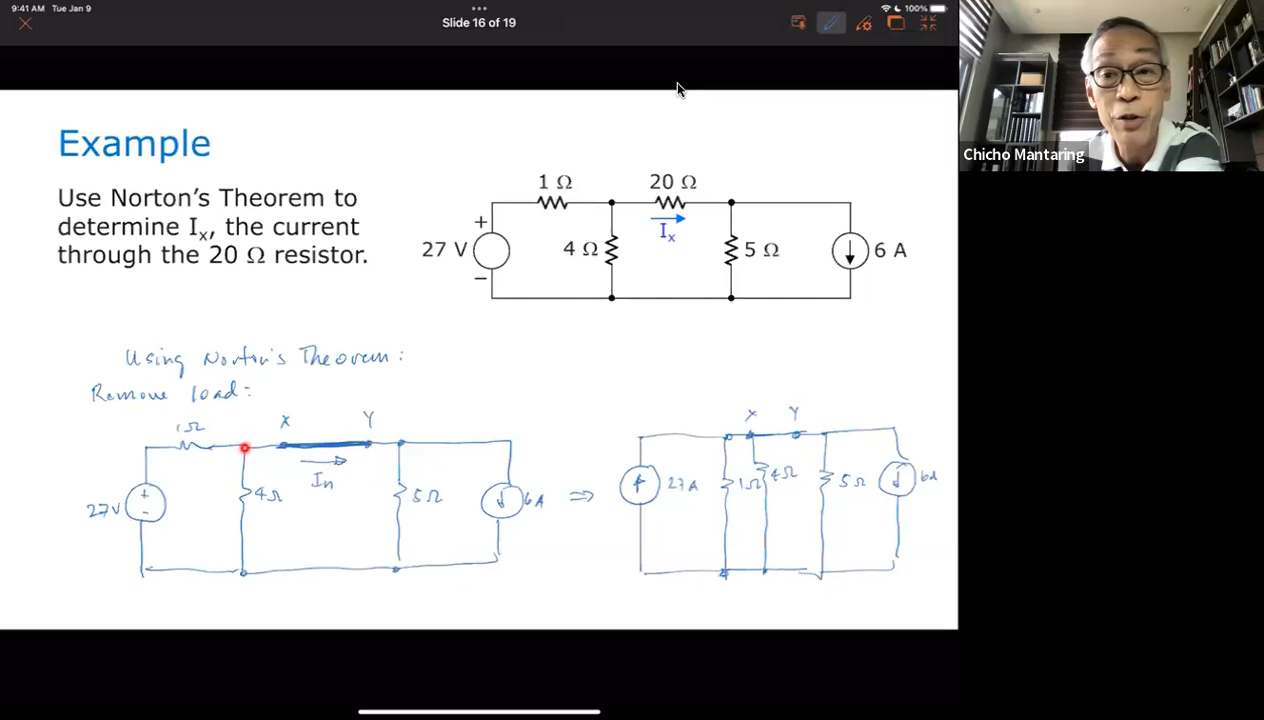 9:41 AM Tue Jan 9
100%
Slide 16 of 19
Chicho Mantaring
Example
Use Norton's Theorem to
determine Ix, the current
through the 20 Ω resistor.
1 Ω
20 Ω
Ix
+
27 V
−
4 Ω
5 Ω
6 A
Using Norton's Theorem:
Remove load:
1Ω
X
Y
In
+
-
27V
4Ω
5Ω
6A
⇒
X
Y
27A
1Ω
4Ω
5Ω
6A